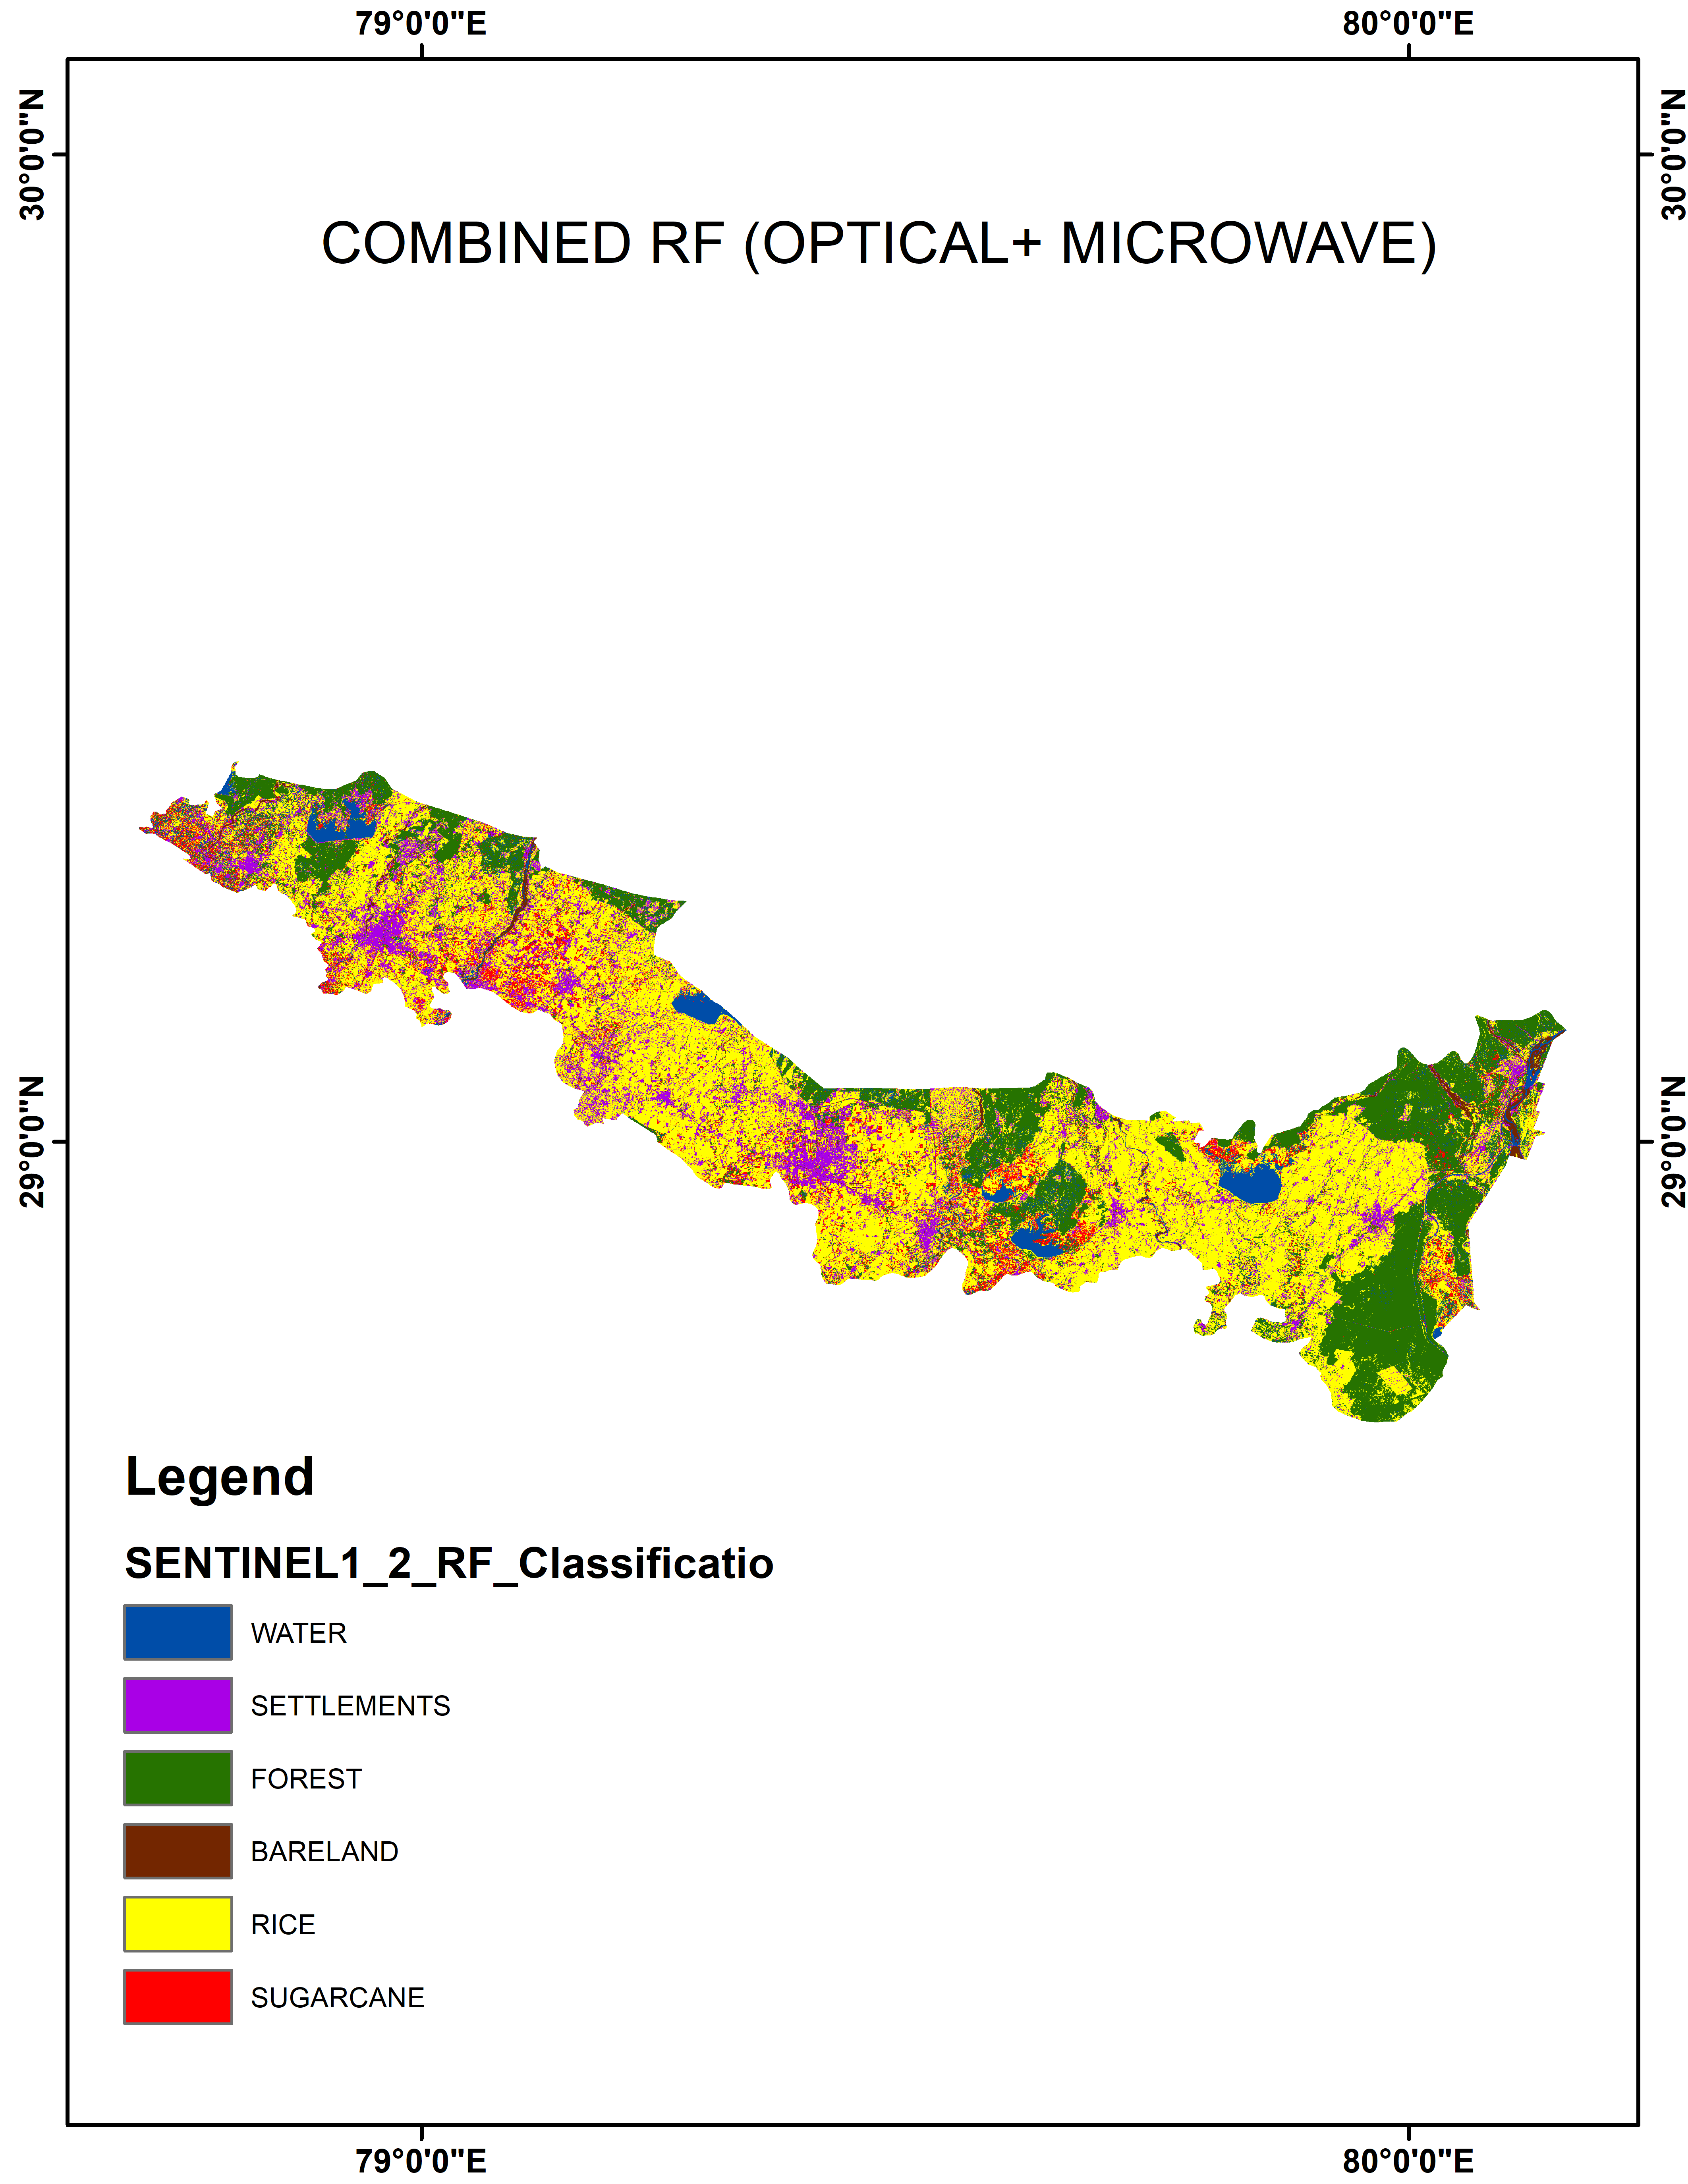 79°0'0"E 80°0'0"E
30°0'0"N 30°0'0"N
COMBINED RF (OPTICAL+ MICROWAVE)
29°0'0"N 29°0'0"N
Legend
SENTINEL1_2_RF_Classificatio
WATER
SETTLEMENTS
FOREST
BARELAND
RICE
SUGARCANE
79°0'0"E 80°0'0"E